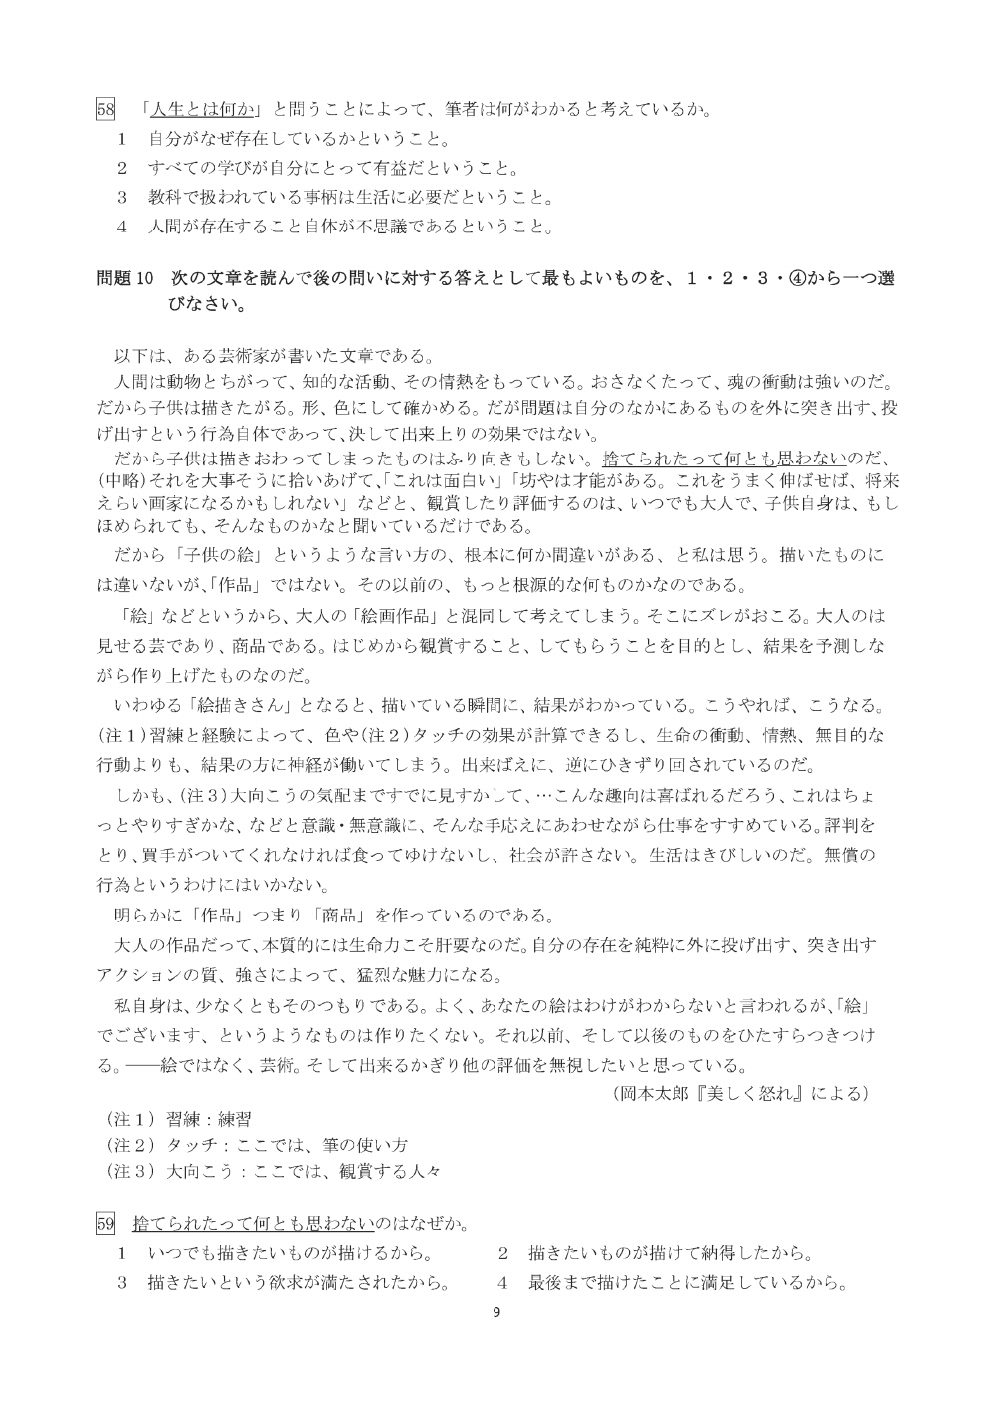 58　「人生とは何か」と問うことによって、筆者は何がわかると考えているか。
1　自分がなぜ存在しているかということ。
2　すべての学びが自分にとって有益だということ。
3　教科で扱われている事柄は生活に必要だということ。
4　人間が存在すること自体が不思議であるということ。
問題 10　次の文章を読んで後の問いに対する答えとして最もよいものを、１・２・３・④から一つ選
びなさい。
以下は、ある芸術家が書いた文章である。
人間は動物とちがって、知的な活動、その情熱をもっている。おさなくたって、魂の衝動は強いのだ。
だから子供は描きたがる。形、色にして確かめる。だが問題は自分のなかにあるものを外に突き出す、投
げ出すという行為自体であって、決して出来上りの効果ではない。
だから子供は描きおわってしまったものはふり向きもしない。捨てられたって何とも思わないのだ、
(中略)それを大事そうに拾いあげて、「これは面白い」「坊やは才能がある。これをうまく伸ばせば、将来
えらい画家になるかもしれない」などと、観賞したり評価するのは、いつでも大人で、子供自身は、もし
ほめられても、そんなものかなと聞いているだけである。
だから「子供の絵」というような言い方の、根本に何か間違いがある、と私は思う。描いたものに
は違いないが、「作品」ではない。その以前の、もっと根源的な何ものかなのである。
「絵」などというから、大人の「絵画作品」と混同して考えてしまう。そこにズレがおこる。大人のは
見せる芸であり、商品である。はじめから観賞すること、してもらうことを目的とし、結果を予測しな
がら作り上げたものなのだ。
いわゆる「絵描きさん」となると、描いている瞬間に、結果がわかっている。こうやれば、こうなる。
(注１)習練と経験によって、色や(注２)タッチの効果が計算できるし、生命の衝動、情熱、無目的な
行動よりも、結果の方に神経が働いてしまう。出来ばえに、逆にひきずり回されているのだ。
しかも、(注３)大向こうの気配まですでに見すかして、…こんな趣向は喜ばれるだろう、これはちょ
っとやりすぎかな、などと意識・無意識に、そんな手応えにあわせながら仕事をすすめている。評判を
とり、買手がついてくれなければ食ってゆけないし、社会が許さない。生活はきびしいのだ。無償の
行為というわけにはいかない。
明らかに「作品」つまり「商品」を作っているのである。
大人の作品だって、本質的には生命力こそ肝要なのだ。自分の存在を純粋に外に投げ出す、突き出す
アクションの質、強さによって、猛烈な魅力になる。
私自身は、少なくともそのつもりである。よく、あなたの絵はわけがわからないと言われるが、「絵」
でございます、というようなものは作りたくない。それ以前、そして以後のものをひたすらつきつけ
る。――絵ではなく、芸術。そして出来るかぎり他の評価を無視したいと思っている。
（岡本太郎『美しく怒れ』による）
（注１）習練：練習
（注２）タッチ：ここでは、筆の使い方
（注３）大向こう：ここでは、観賞する人々
59　捨てられたって何とも思わないのはなぜか。
1　いつでも描きたいものが描けるから。　2　描きたいものが描けて納得したから。
3　描きたいという欲求が満たされたから。　4　最後まで描けたことに満足しているから。
9